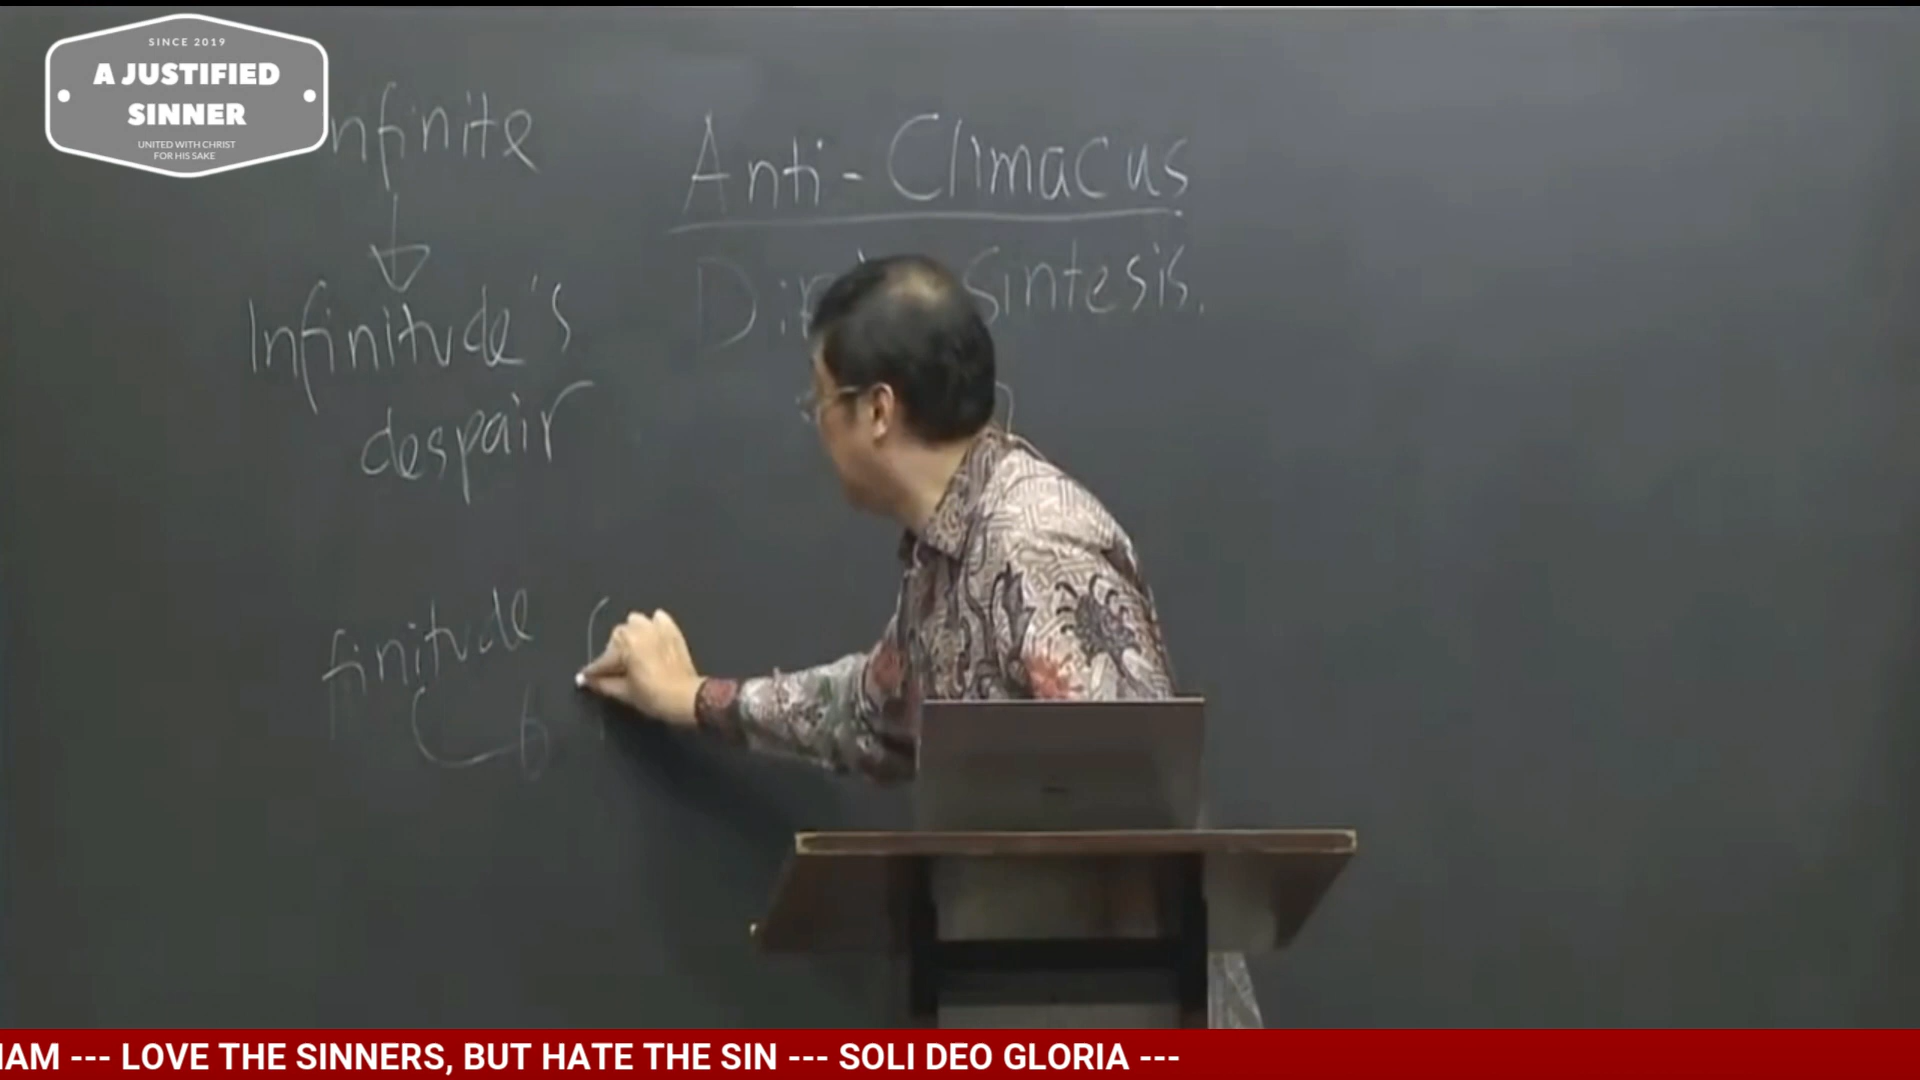 SINCE 2019
A JUSTIFIED
SINNER
UNITED WITH CHRIST
FOR HIS SAKE
nfinite
Infinitude's
despair
finitude
Anti-Climacus
Sintesis.
IAM --- LOVE THE SINNERS, BUT HATE THE SIN --- SOLI DEO GLORIA ---